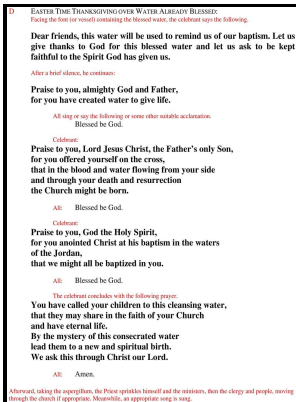 D EASTER TIME THANKSGIVING OVER WATER ALREADY BLESSED:
Facing the font (or vessel) containing the blessed water, the celebrant says the following.
Dear friends, this water will be used to remind us of our baptism. Let us
give thanks to God for this blessed water and let us ask to be kept
faithful to the Spirit God has given us.
After a brief silence, he continues:
Praise to you, almighty God and Father,
for you have created water to give life.
All sing or say the following or some other suitable acclamation.
Blessed be God.
Celebrant:
Praise to you, Lord Jesus Christ, the Father's only Son,
for you offered yourself on the cross,
that in the blood and water flowing from your side
and through your death and resurrection
the Church might be born.
All: Blessed be God.
Celebrant:
Praise to you, God the Holy Spirit,
for you anointed Christ at his baptism in the waters
of the Jordan,
that we might all be baptized in you.
All: Blessed be God.
The celebrant concludes with the following prayer.
You have called your children to this cleansing water,
that they may share in the faith of your Church
and have eternal life.
By the mystery of this consecrated water
lead them to a new and spiritual birth.
We ask this through Christ our Lord.
All: Amen.
Afterward, taking the aspergillum, the Priest sprinkles himself and the ministers, then the clergy and people, moving
through the church if appropriate. Meanwhile, an appropriate song is sung.